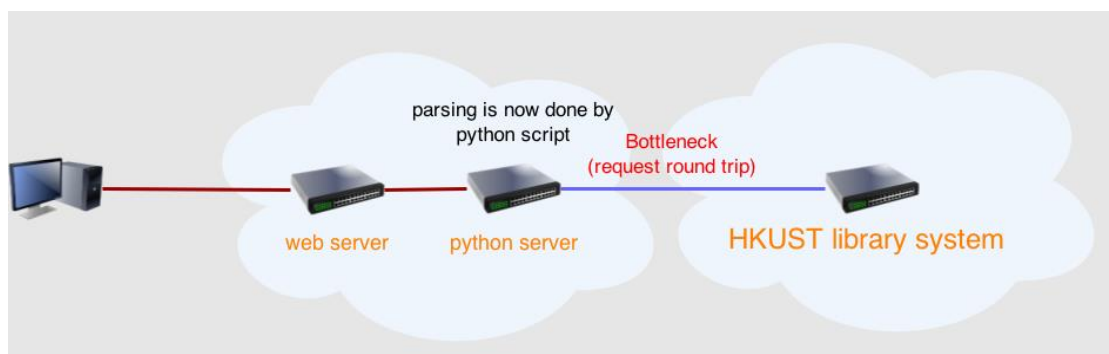 parsing is now done by
python script
Bottleneck
(request round trip)
web server
python server
HKUST library system